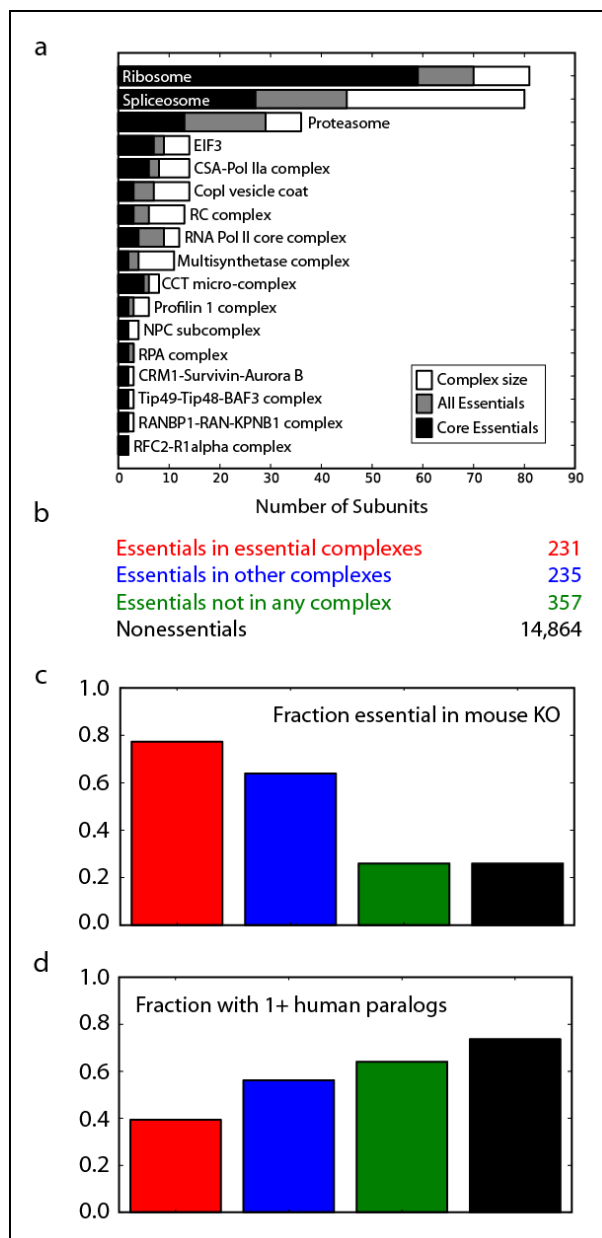 a
Ribosome
Spliceosome
Proteasome
EIF3
CSA-Pol IIa complex
CopI vesicle coat
RC complex
RNA Pol II core complex
Multisynthetase complex
CCT micro-complex
Profilin 1 complex
NPC subcomplex
RPA complex
CRM1-Survivin-Aurora B
Tip49-Tip48-BAF3 complex
RANBP1-RAN-KPNB1 complex
RFC2-R1alpha complex
Complex size
All Essentials
Core Essentials
0 10 20 30 40 50 60 70 80 90
Number of Subunits
b
Essentials in essential complexes 231
Essentials in other complexes 235
Essentials not in any complex 357
Nonessentials 14,864
c
Fraction essential in mouse KO
1.0
0.8
0.6
0.4
0.2
0.0
d
Fraction with 1+ human paralogs
1.0
0.8
0.6
0.4
0.2
0.0